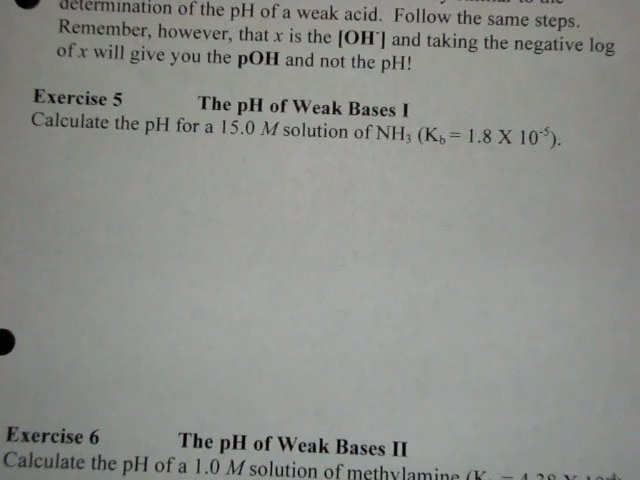 determination of the pH of a weak acid. Follow the same steps.
Remember, however, that x is the [OH⁻] and taking the negative log
of x will give you the pOH and not the pH!
Exercise 5 The pH of Weak Bases I
Calculate the pH for a 15.0 M solution of NH₃ (K_b = 1.8 X 10⁻⁵).
Exercise 6 The pH of Weak Bases II
Calculate the pH of a 1.0 M solution of methylamine